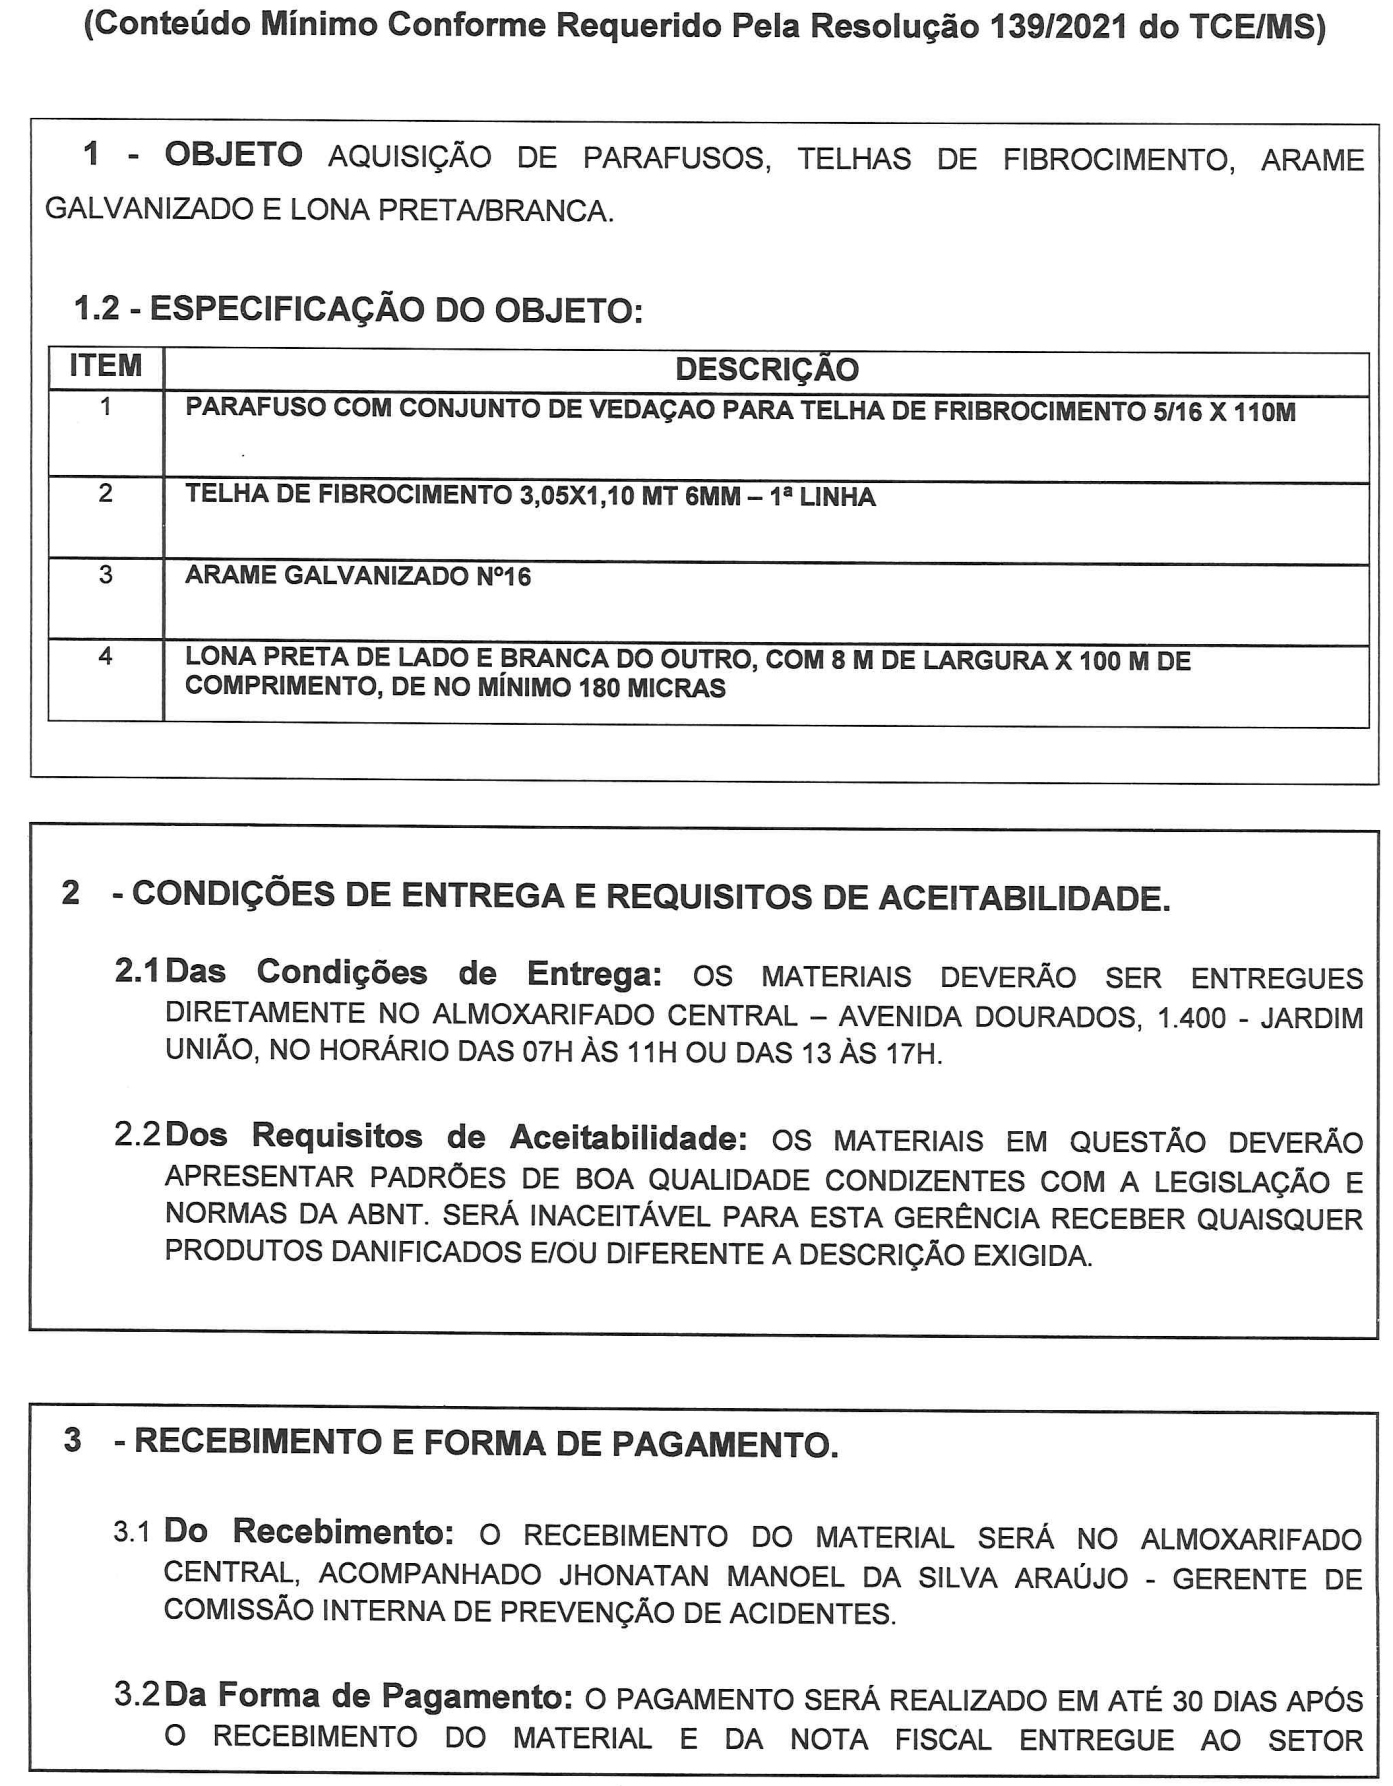 (Conteúdo Mínimo Conforme Requerido Pela Resolução 139/2021 do TCE/MS)
1 - OBJETO AQUISIÇÃO DE PARAFUSOS, TELHAS DE FIBROCIMENTO, ARAME
GALVANIZADO E LONA PRETA/BRANCA.
1.2 - ESPECIFICAÇÃO DO OBJETO:
ITEM DESCRIÇÃO
1 PARAFUSO COM CONJUNTO DE VEDAÇAO PARA TELHA DE FRIBROCIMENTO 5/16 X 110M
2 TELHA DE FIBROCIMENTO 3,05X1,10 MT 6MM – 1ª LINHA
3 ARAME GALVANIZADO Nº16
4 LONA PRETA DE LADO E BRANCA DO OUTRO, COM 8 M DE LARGURA X 100 M DE
COMPRIMENTO, DE NO MÍNIMO 180 MICRAS
2 - CONDIÇÕES DE ENTREGA E REQUISITOS DE ACEITABILIDADE.
2.1 Das Condições de Entrega: OS MATERIAIS DEVERÃO SER ENTREGUES
DIRETAMENTE NO ALMOXARIFADO CENTRAL – AVENIDA DOURADOS, 1.400 - JARDIM
UNIÃO, NO HORÁRIO DAS 07H ÀS 11H OU DAS 13 ÀS 17H.
2.2 Dos Requisitos de Aceitabilidade: OS MATERIAIS EM QUESTÃO DEVERÃO
APRESENTAR PADRÕES DE BOA QUALIDADE CONDIZENTES COM A LEGISLAÇÃO E
NORMAS DA ABNT. SERÁ INACEITÁVEL PARA ESTA GERÊNCIA RECEBER QUAISQUER
PRODUTOS DANIFICADOS E/OU DIFERENTE A DESCRIÇÃO EXIGIDA.
3 - RECEBIMENTO E FORMA DE PAGAMENTO.
3.1 Do Recebimento: O RECEBIMENTO DO MATERIAL SERÁ NO ALMOXARIFADO
CENTRAL, ACOMPANHADO JHONATAN MANOEL DA SILVA ARAÚJO - GERENTE DE
COMISSÃO INTERNA DE PREVENÇÃO DE ACIDENTES.
3.2 Da Forma de Pagamento: O PAGAMENTO SERÁ REALIZADO EM ATÉ 30 DIAS APÓS
O RECEBIMENTO DO MATERIAL E DA NOTA FISCAL ENTREGUE AO SETOR